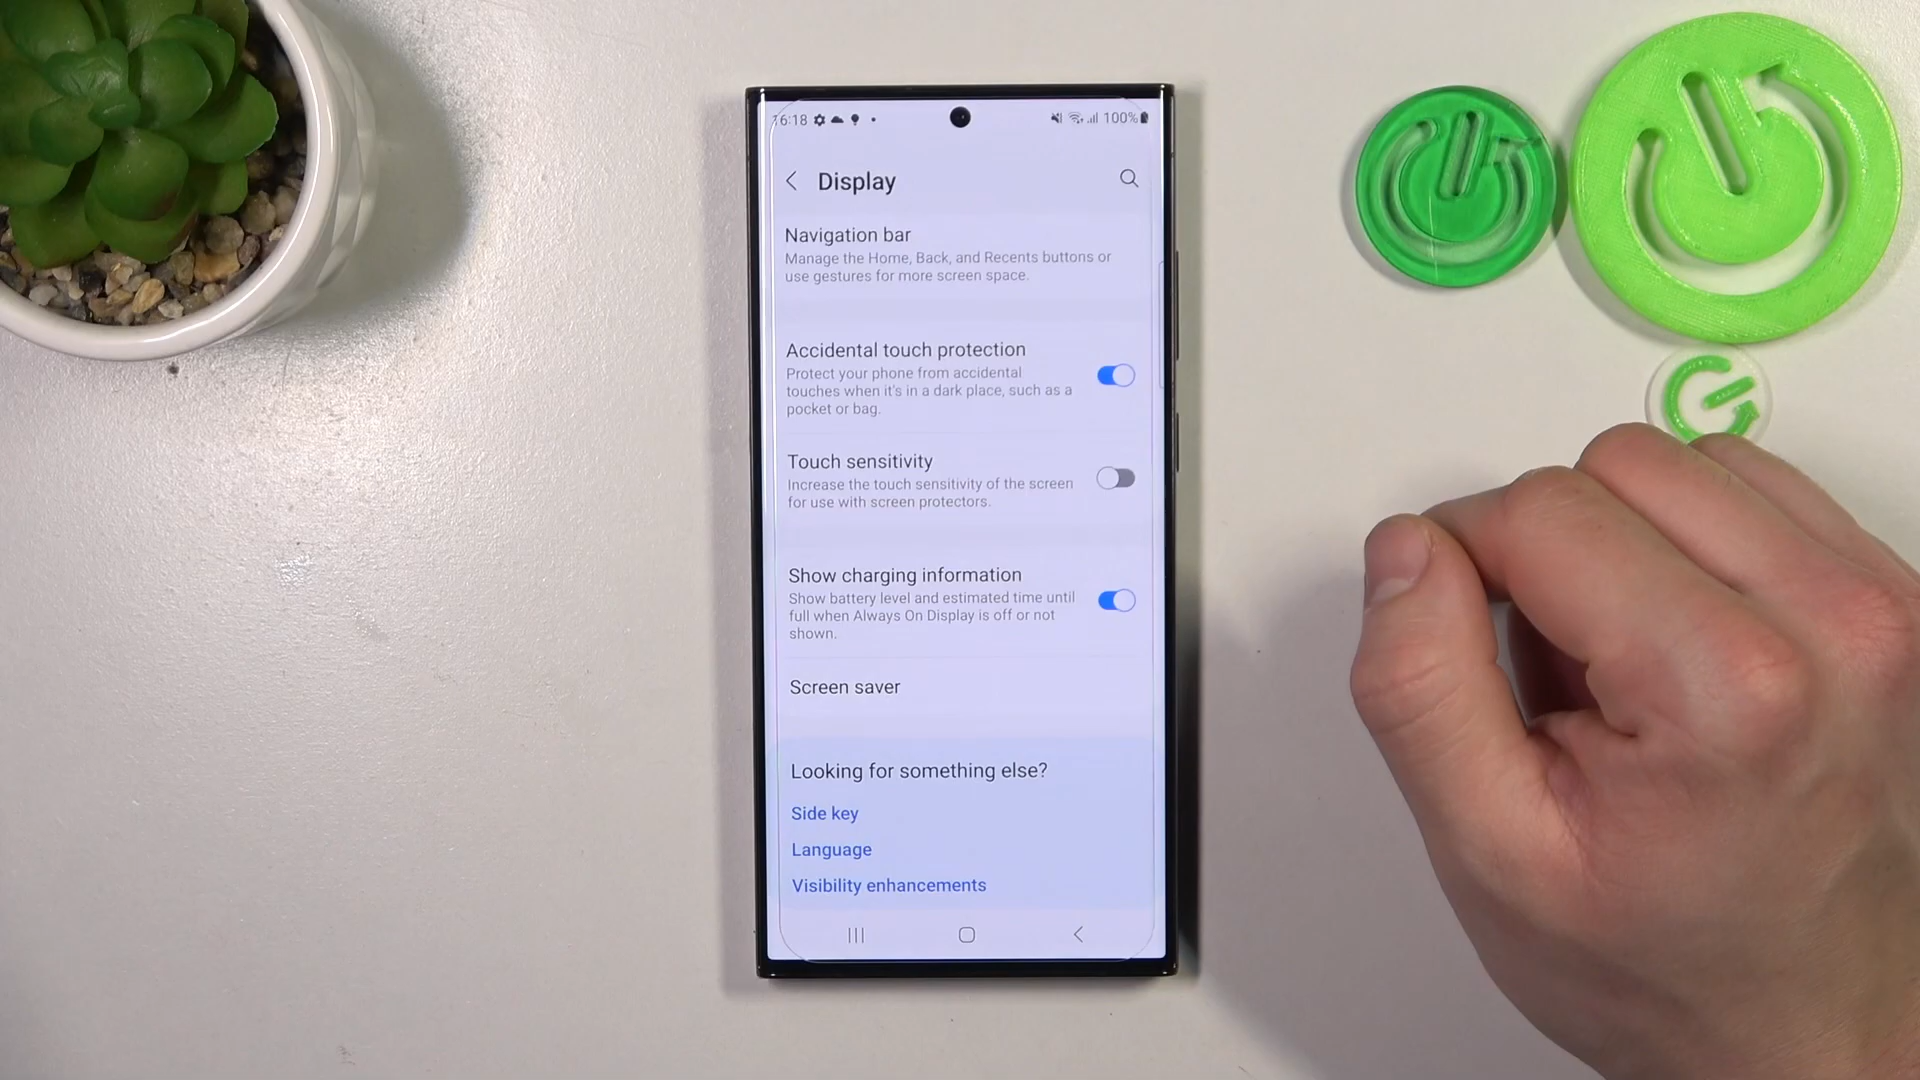 16:18 100%
Display
Navigation bar
Manage the Home, Back, and Recents buttons or
use gestures for more screen space.
Accidental touch protection
Protect your phone from accidental
touches when it's in a dark place, such as a
pocket or bag.
Touch sensitivity
Increase the touch sensitivity of the screen
for use with screen protectors.
Show charging information
Show battery level and estimated time until
full when Always On Display is off or not
shown.
Screen saver
Looking for something else?
Side key
Language
Visibility enhancements